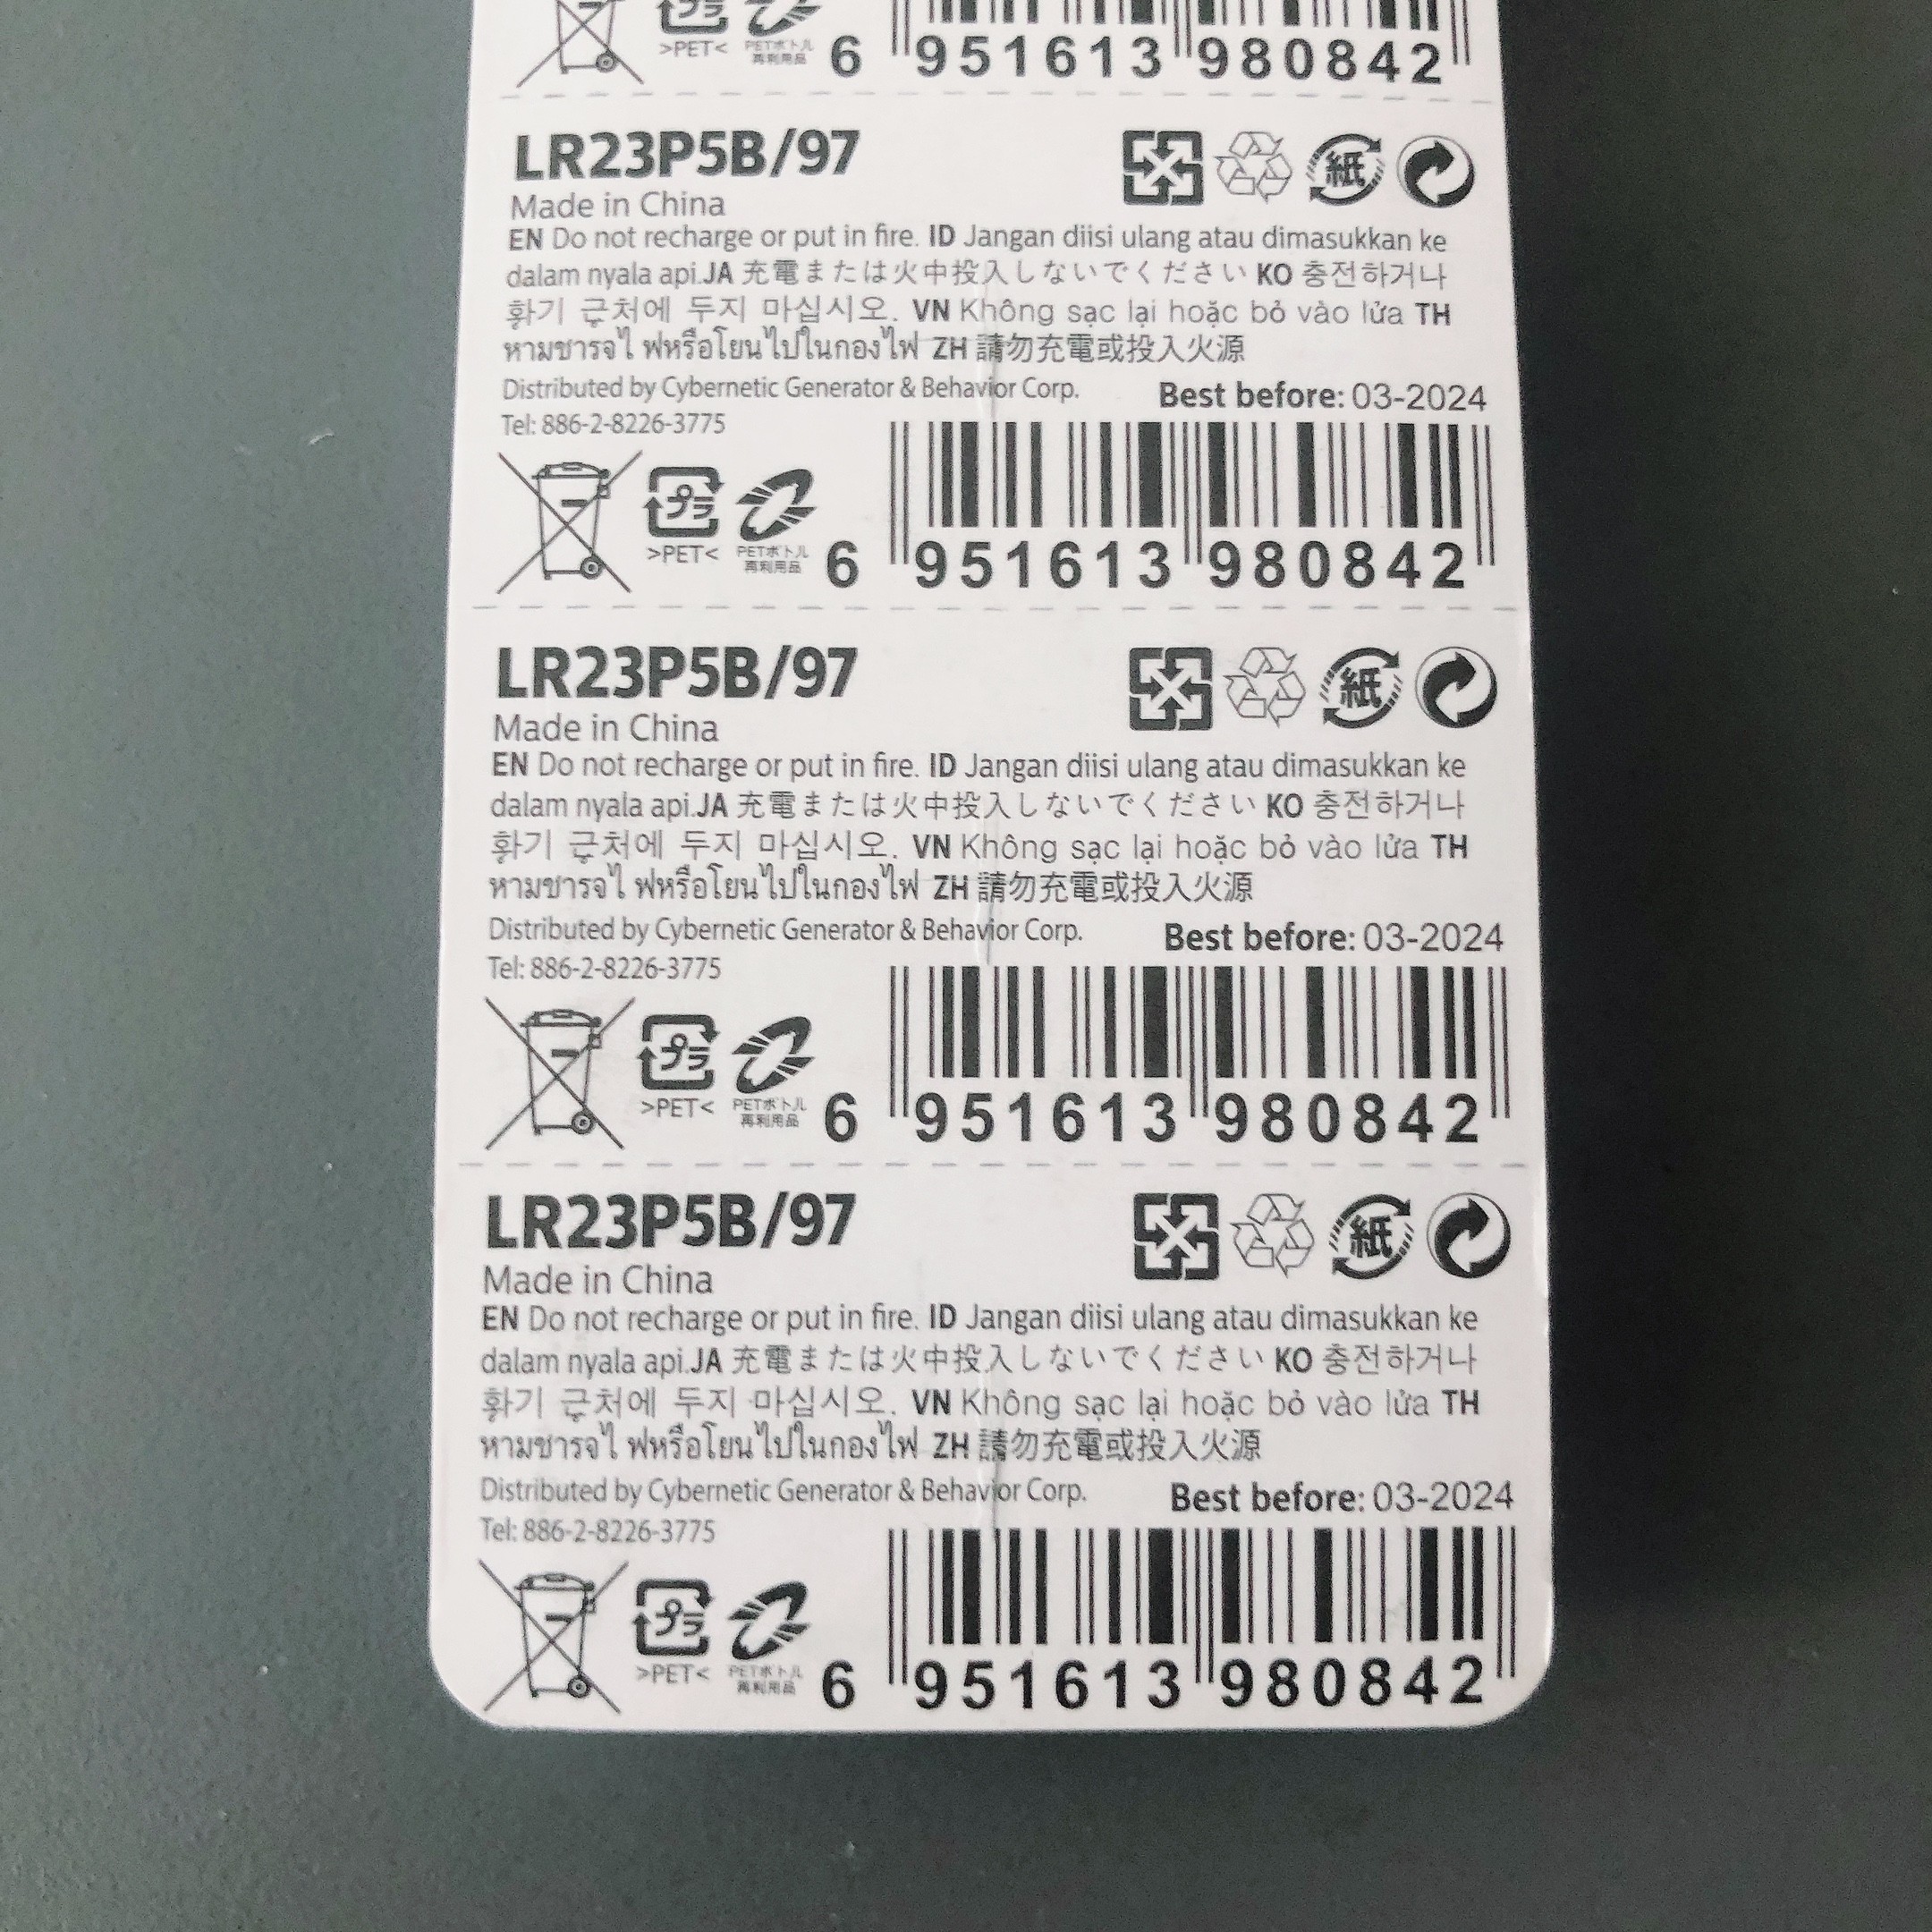 >PET<
PETボトル
再利用品
6 951613 980842
LR23P5B/97
紙
Made in China
EN Do not recharge or put in fire. ID Jangan diisi ulang atau dimasukkan ke
dalam nyala api.JA 充電または火中投入しないでください KO 충전하거나
화기 근처에 두지 마십시오. VN Không sạc lại hoặc bỏ vào lửa TH
หามชารจไ ฟหรือโยนไปในกองไฟ ZH 請勿充電或投入火源
Distributed by Cybernetic Generator & Behavior Corp.
Best before: 03-2024
Tel: 886-2-8226-3775
プラ
>PET<
PETボトル
再利用品
6 951613 980842
LR23P5B/97
紙
Made in China
EN Do not recharge or put in fire. ID Jangan diisi ulang atau dimasukkan ke
dalam nyala api.JA 充電または火中投入しないでください KO 충전하거나
화기 근처에 두지 마십시오. VN Không sạc lại hoặc bỏ vào lửa TH
หามชารจไ ฟหรือโยนไปในกองไฟ ZH 請勿充電或投入火源
Distributed by Cybernetic Generator & Behavior Corp.
Best before: 03-2024
Tel: 886-2-8226-3775
プラ
>PET<
PETボトル
再利用品
6 951613 980842
LR23P5B/97
紙
Made in China
EN Do not recharge or put in fire. ID Jangan diisi ulang atau dimasukkan ke
dalam nyala api.JA 充電または火中投入しないでください KO 충전하거나
화기 근처에 두지 마십시오. VN Không sạc lại hoặc bỏ vào lửa TH
หามชารจไ ฟหรือโยนไปในกองไฟ ZH 請勿充電或投入火源
Distributed by Cybernetic Generator & Behavior Corp.
Best before: 03-2024
Tel: 886-2-8226-3775
プラ
>PET<
PETボトル
再利用品
6 951613 980842